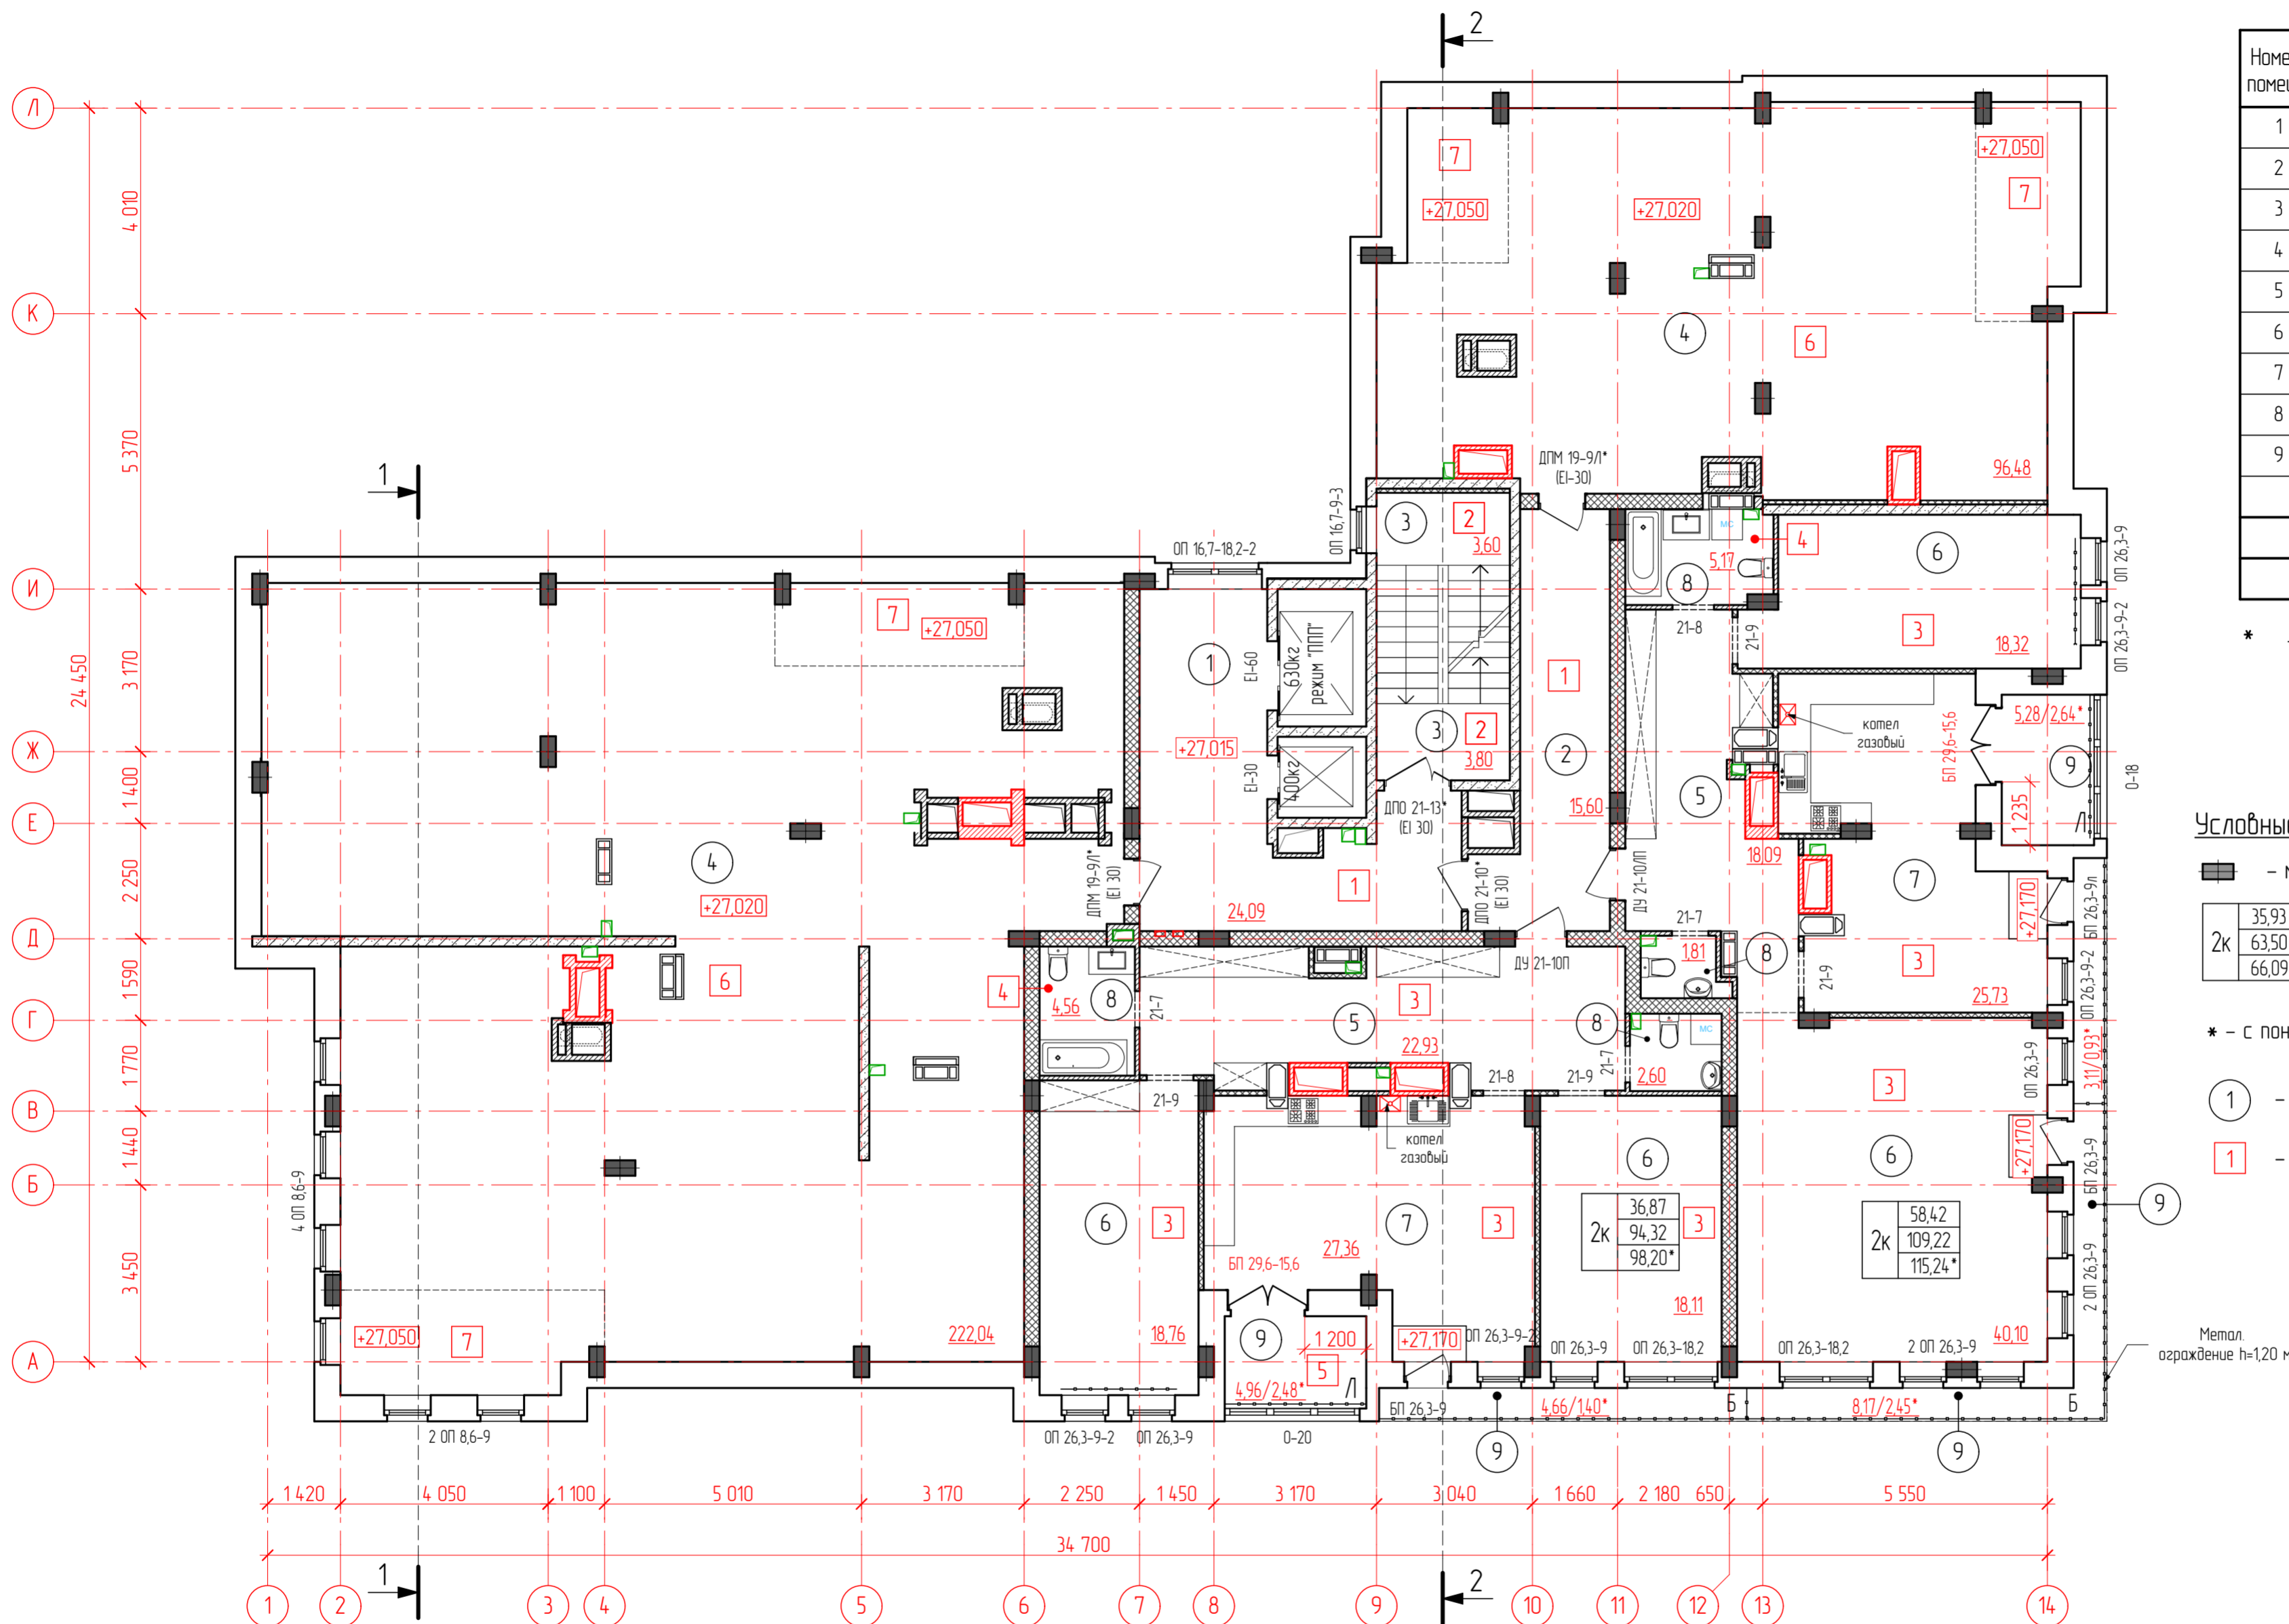 2
Л
К
И
Ж
Е
Д
Г
В
Б
А
24 450
4 010
5 370
3 170
1 400
2 250
1 590
1 770
1 440
3 450
1
7
+27,050
+27,020
+27,050
7
4
6
96,48
ДПМ 19-9Л*
(EI-30)
ОП 16,7-9-3
ОП 16,7-18,2-2
3
2
3,60
МС
5,17
4
8
6
3
18,32
ОП 26,3-9
ОП 26,3-9-2
21-8
21-9
7
+27,050
1
EI-60
630кг
режим "ППП"
+27,015
EI-30
400кг
3
2
3,80
1
2
15,60
ДПО 21-13*
(EI 30)
5
18,09
котел
газовый
БП 29,6-15,6
5,28/2,64*
9
О-18
1 235
Л
4
+27,020
ДПМ 19-9Л*
(EI 30)
1
24,09
ДПО 21-10*
(EI 30)
ДУ 21-10ЛП
7
+27,170
БП 26,3-9л
ОП 26,3-9-2
3
25,73
21-9
21-7
1,81
8
ДУ 21-10П
6
4
4,56
8
21-7
5
3
22,93
8
МС
2,60
21-7
21-8
21-9
21-9
ОП 26,3-9
3,11/0,93*
3
6
+27,170
БП 26,3-9
9
4 ОП 8,6-9
котел
газовый
6
3
7
3
27,36
БП 29,6-15,6
6
2к
36,87
94,32
98,20*
3
18,11
2к
58,42
109,22
115,24*
40,10
2 ОП 26,3-9
+27,050
7
222,04
18,76
9
1 200
5
4,96/2,48*
Л
+27,170
ОП 26,3-9-2
ОП 26,3-9
ОП 26,3-18,2
ОП 26,3-18,2
2 ОП 26,3-9
Метал.
ограждение h=1,20 м
БП 26,3-9
4,66/1,40*
Б
8,17/2,45*
Б
2 ОП 8,6-9
ОП 26,3-9-2
ОП 26,3-9
О-20
9
9
1 420
4 050
1 100
5 010
3 170
2 250
1 450
3 170
3 040
1 660
2 180
650
5 550
34 700
1
2
1
2
3
4
5
6
7
8
9
10
11
12
13
14
1
2
3
4
5
6
7
8
9
*
2к
35,93
63,50
66,09
* - с
1 -
1 -